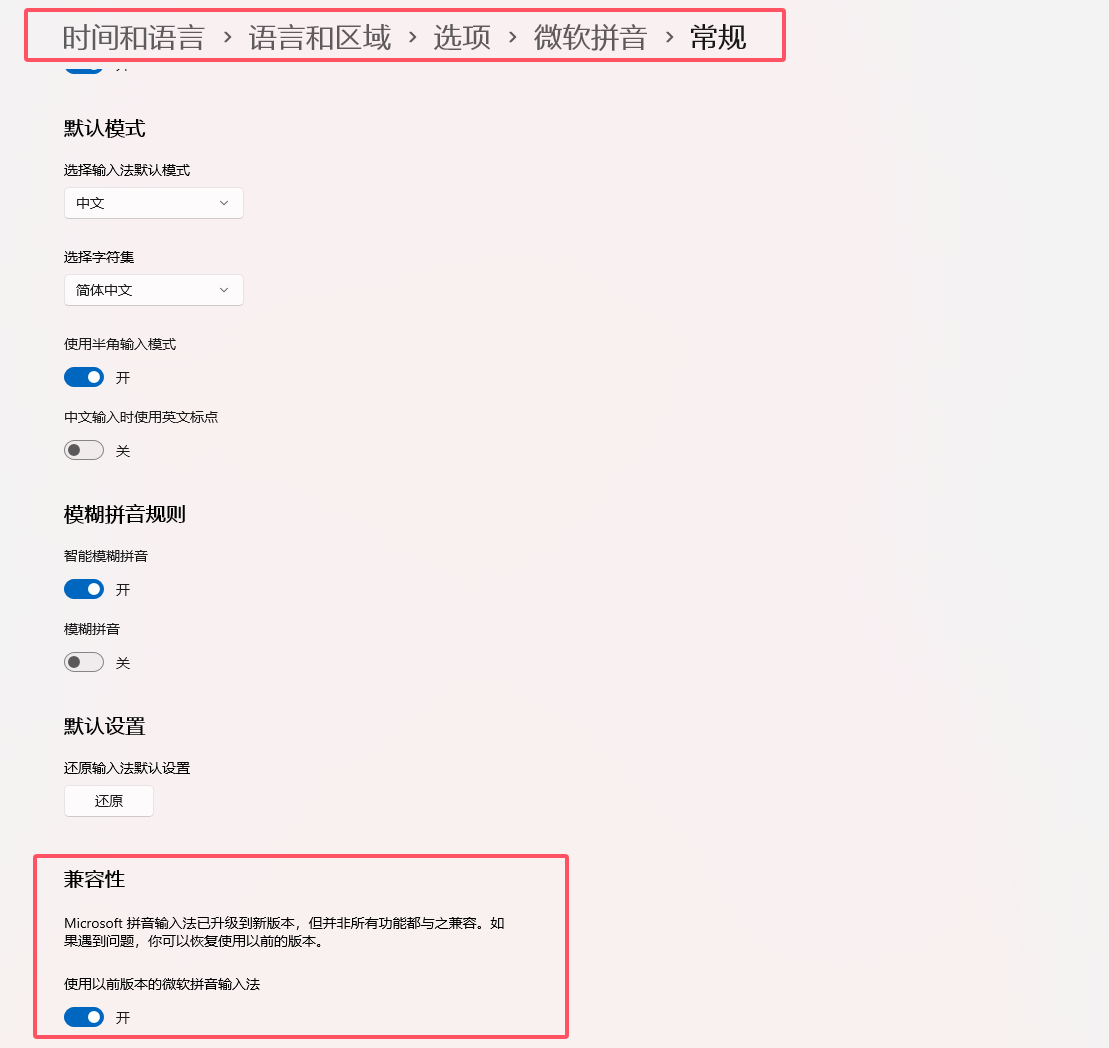 时间和语言 › 语言和区域 › 选项 › 微软拼音 › 常规
默认模式
选择输入法默认模式
中文
选择字符集
简体中文
使用半角输入模式
开
中文输入时使用英文标点
关
模糊拼音规则
智能模糊拼音
开
模糊拼音
关
默认设置
还原输入法默认设置
还原
兼容性
Microsoft 拼音输入法已升级到新版本，但并非所有功能都与之兼容。如
果遇到问题，你可以恢复使用以前的版本。
使用以前版本的微软拼音输入法
开